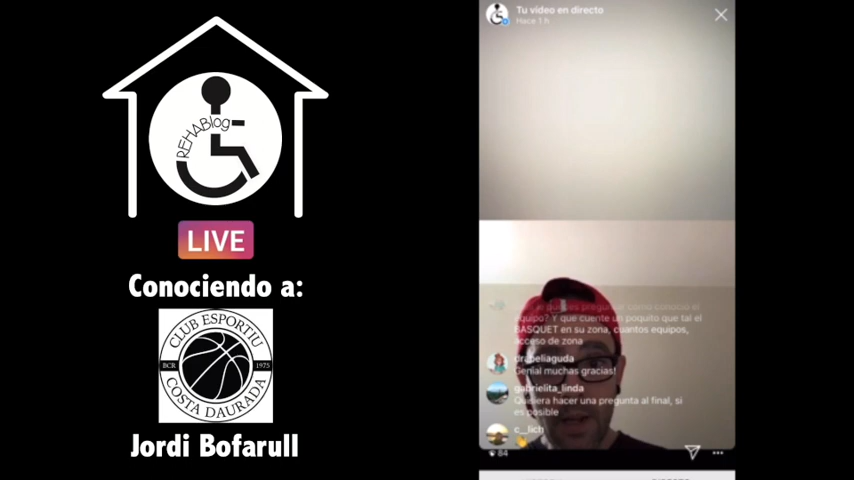 REHABlog
LIVE
Conociendo a:
CLUB ESPORTIU
BCR
1975
COSTA DAURADA
Jordi Bofarull
Tu vídeo en directo
Hace 1 h
equipo? Y que cuente un poquito que tal el
BASQUET en su zona, cuantos equipos,
acceso de zona
Genial muchas gracias!
gabrielita_linda
Quisiera hacer una pregunta al final, si
es posible
c__lich
84